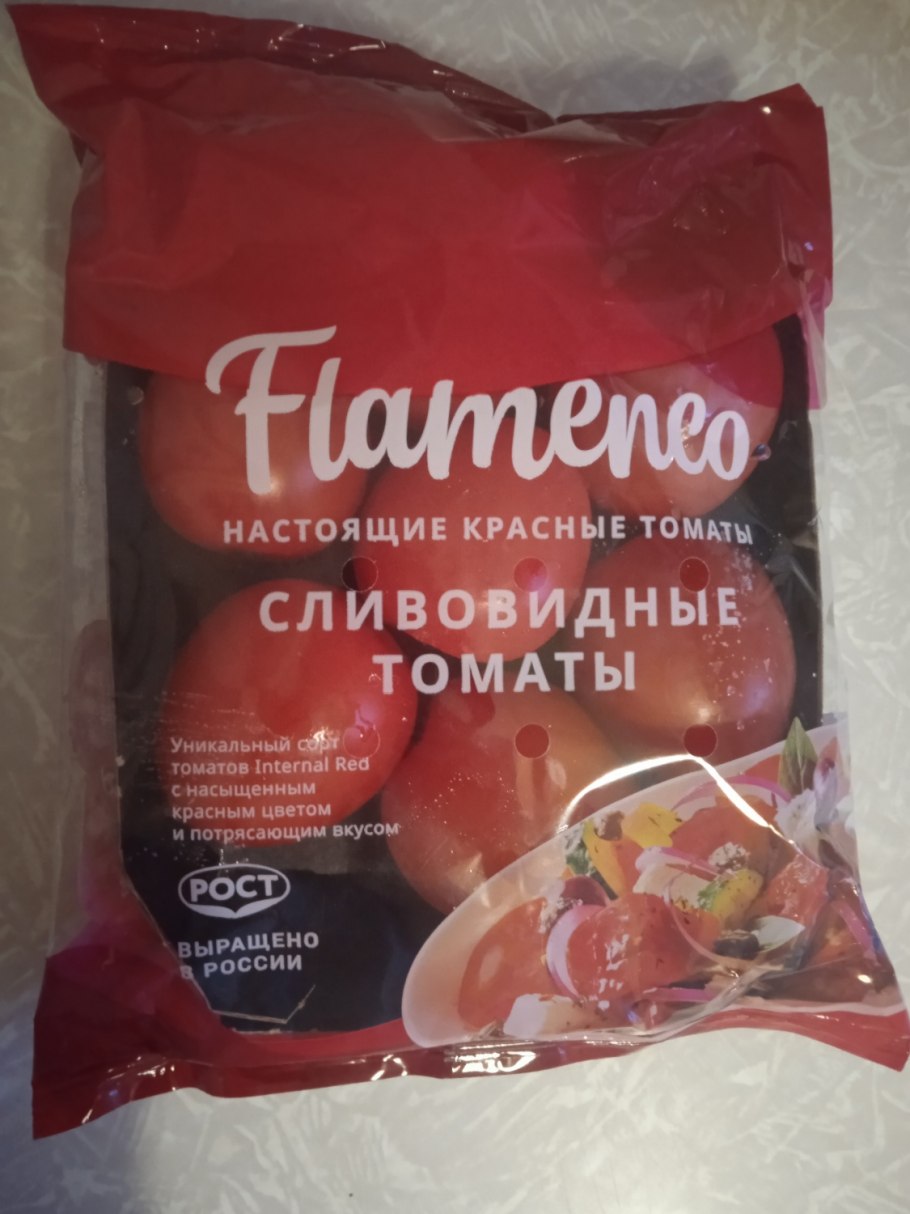 Flamenco
НАСТОЯЩИЕ КРАСНЫЕ ТОМАТЫ
СЛИВОВИДНЫЕ
ТОМАТЫ
Уникальный сорт
томатов Internal Red
с насыщенным
красным цветом
и потрясающим вкусом
РОСТ
ВЫРАЩЕНО
В РОССИИ